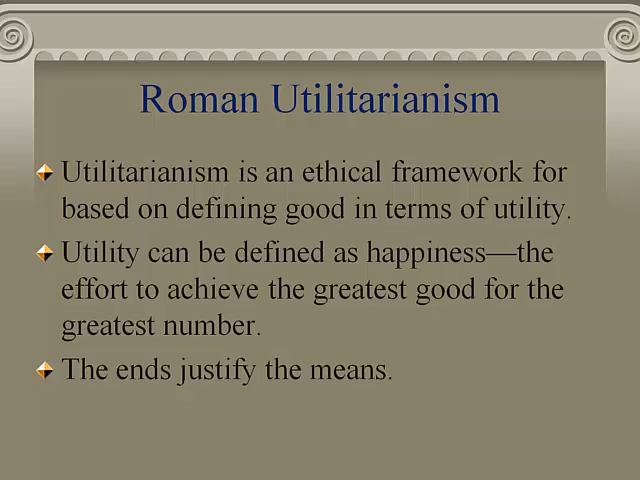 Roman Utilitarianism
Utilitarianism is an ethical framework for
based on defining good in terms of utility.
Utility can be defined as happiness—the
effort to achieve the greatest good for the
greatest number.
The ends justify the means.